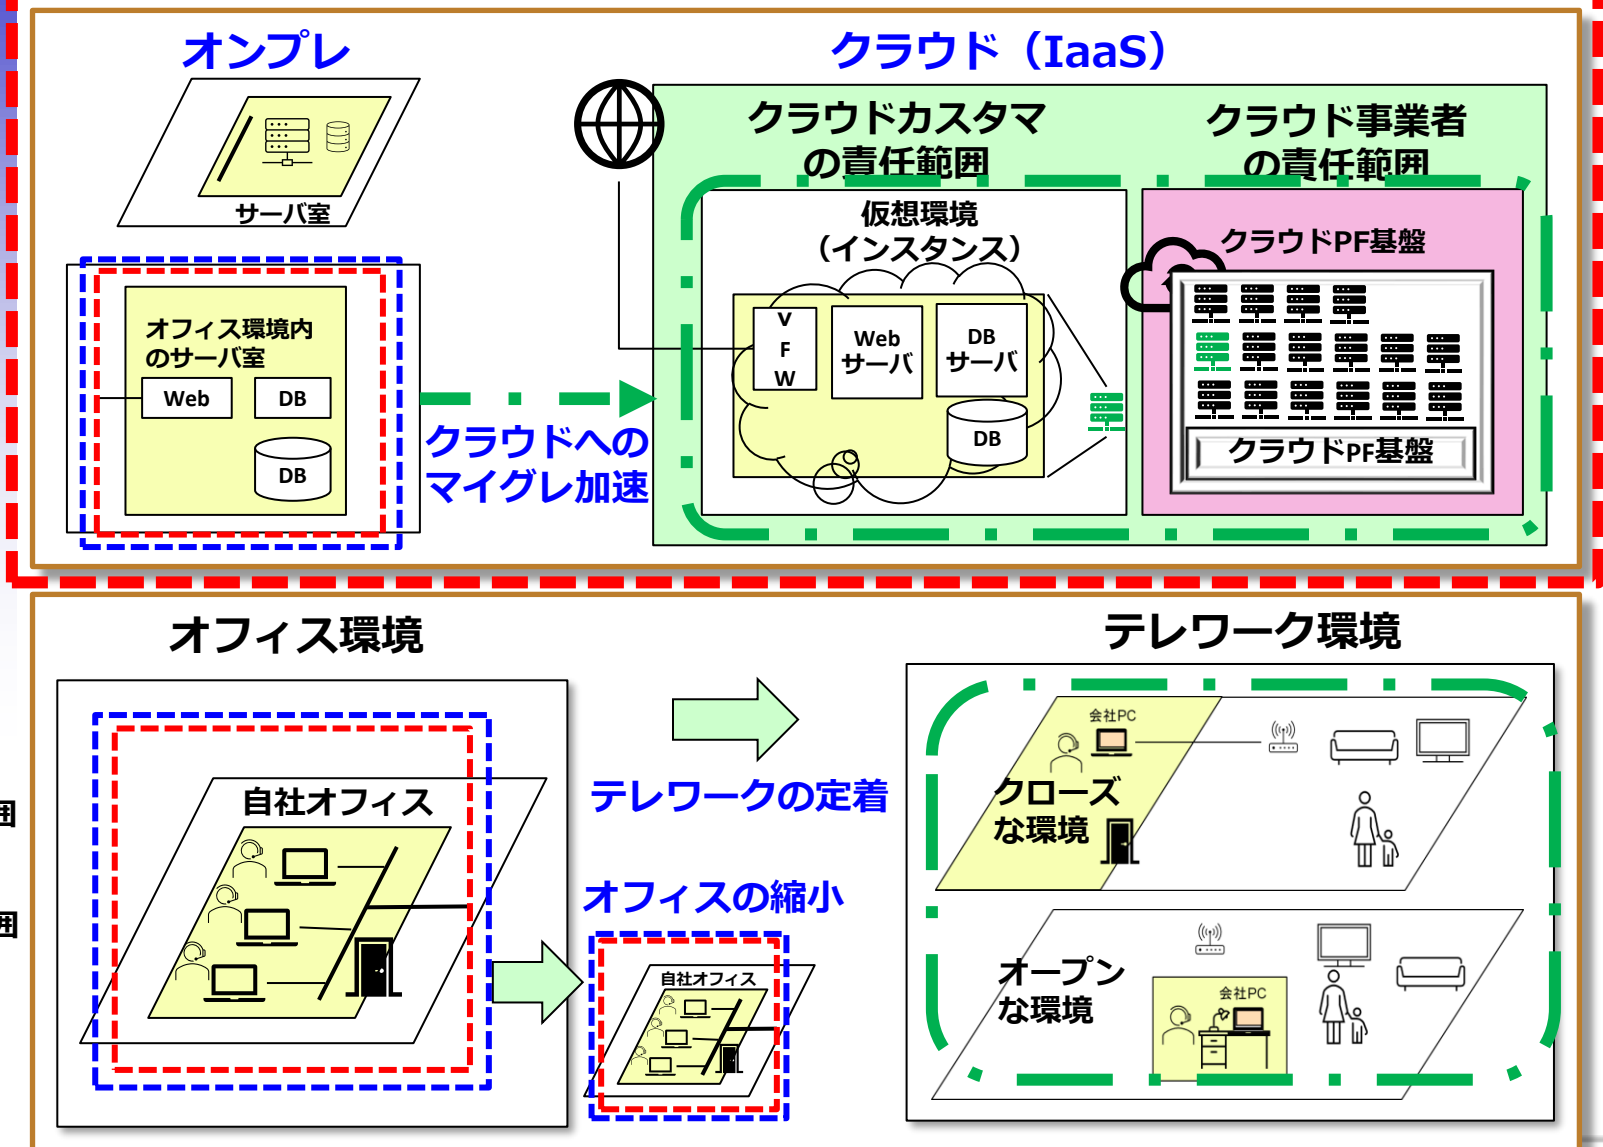 オンプレ
クラウド（IaaS）
サーバ室
クラウドカスタマ
の責任範囲
クラウド事業者
の責任範囲
仮想環境
（インスタンス）
クラウドPF基盤
オフィス環境内
のサーバ室
Web
DB
DB
V
F
W
Web
サーバ
DB
サーバ
DB
クラウドPF基盤
クラウドへの
マイグレ加速
オフィス環境
テレワーク環境
自社オフィス
テレワークの定着
オフィスの縮小
自社オフィス
会社PC
クローズ
な環境
オープン
な環境
会社PC
囲
囲